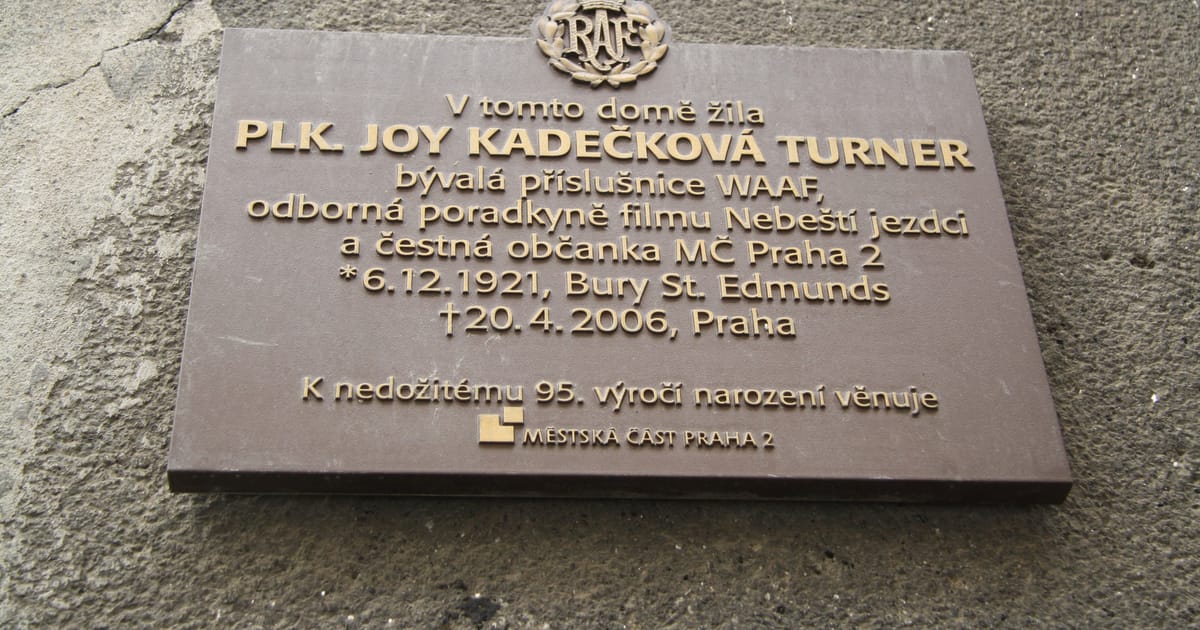 RAF
V tomto domě žila
PLK. JOY KADEČKOVÁ TURNER
bývalá příslušnice WAAF,
odborná poradkyně filmu Nebeští jezdci
a čestná občanka MČ Praha 2
*6.12.1921, Bury St. Edmunds
†20.4.2006, Praha
K nedožitému 95. výročí narození věnuje
MĚSTSKÁ ČÁST PRAHA 2